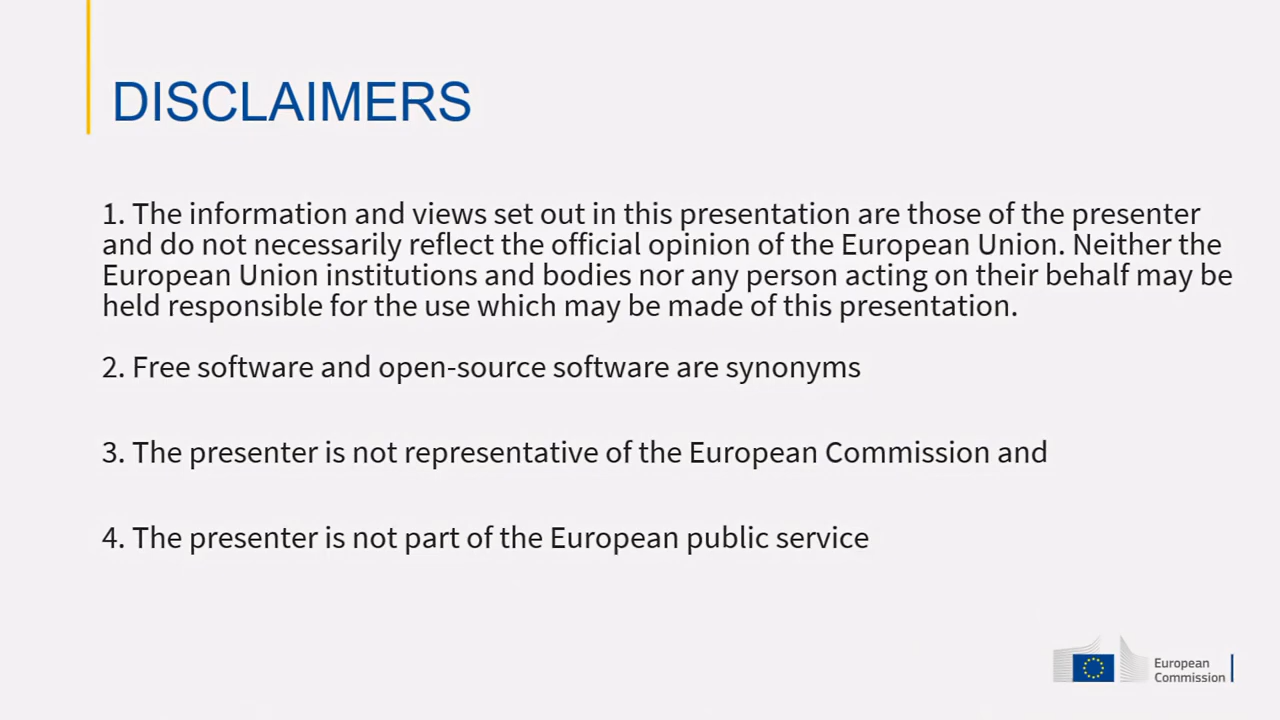 DISCLAIMERS
1. The information and views set out in this presentation are those of the presenter
and do not necessarily reflect the official opinion of the European Union. Neither the
European Union institutions and bodies nor any person acting on their behalf may be
held responsible for the use which may be made of this presentation.
2. Free software and open-source software are synonyms
3. The presenter is not representative of the European Commission and
4. The presenter is not part of the European public service
European
Commission